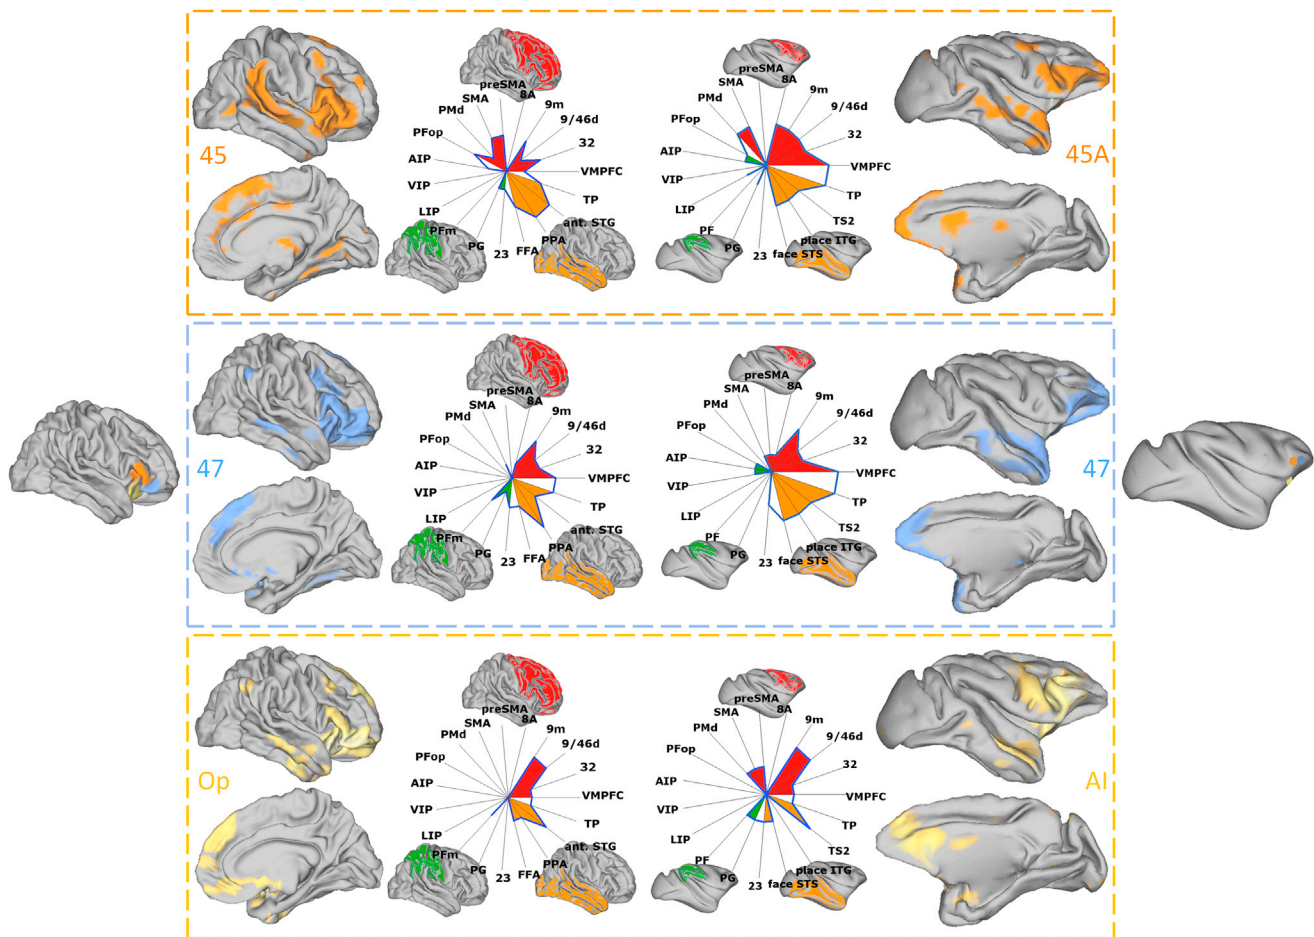 45
preSMA
8A
SMA
9m
PMd
9/46d
PFop
32
AIP
VMPFC
VIP
TP
LIP
ant. STG
PFm
PPA
PG
FFA
23
preSMA
8A
SMA
9m
PMd
9/46d
PFop
32
AIP
VMPFC
VIP
TP
LIP
TS2
PF
place ITG
PG
face STS
23
45A
47
preSMA
8A
SMA
9m
PMd
9/46d
PFop
32
AIP
VMPFC
VIP
TP
LIP
ant. STG
PFm
PPA
PG
FFA
23
preSMA
8A
SMA
9m
PMd
9/46d
PFop
32
AIP
VMPFC
VIP
TP
LIP
TS2
PF
place ITG
PG
face STS
23
47
Op
preSMA
8A
SMA
9m
PMd
9/46d
PFop
32
AIP
VMPFC
VIP
TP
LIP
ant. STG
PFm
PPA
PG
FFA
23
preSMA
8A
SMA
9m
PMd
9/46d
PFop
32
AIP
VMPFC
VIP
TP
LIP
TS2
PF
place ITG
PG
face STS
23
AI